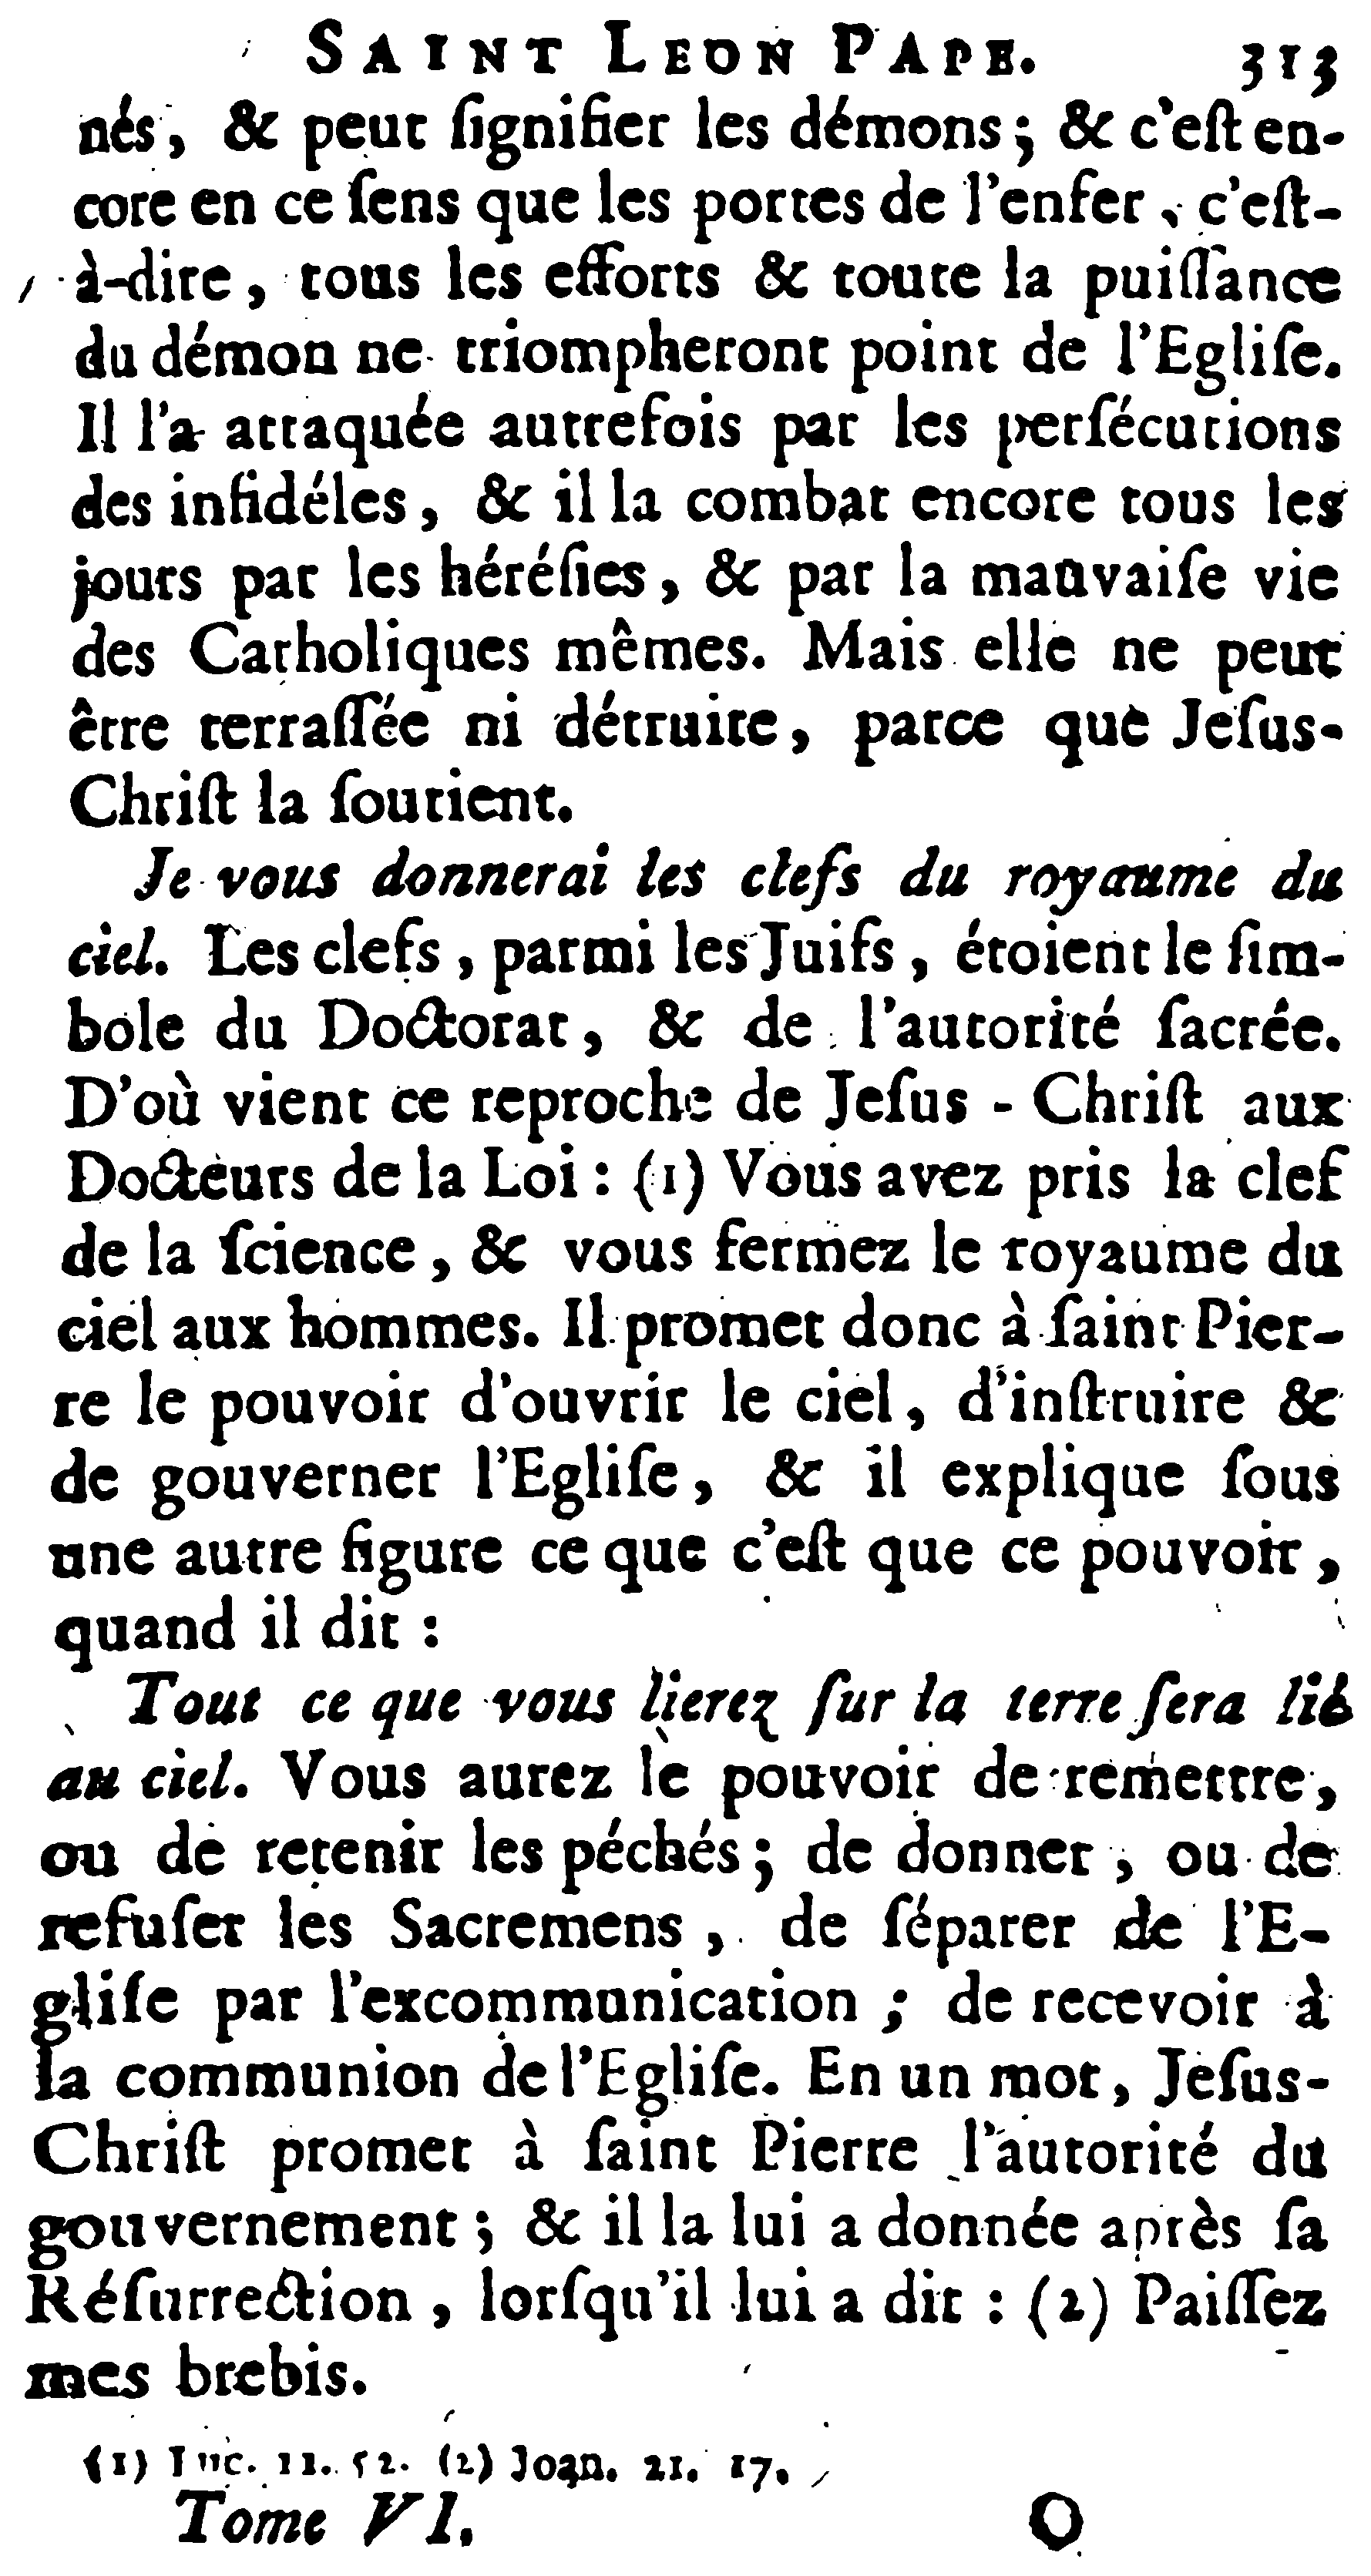 SAINT LEON PAPE. 313
nés, & peut ſignifier les démons; & c'eſt en-
core en ce ſens que les portes de l'enfer, c'eſt-
à-dire, tous les efforts & toute la puiſſance
du démon ne triompheront point de l'Egliſe.
Il l'a attaquée autrefois par les perſécutions
des infidéles, & il la combat encore tous les
jours par les héréſies, & par la mauvaiſe vie
des Catholiques mêmes. Mais elle ne peut
être terraſſée ni détruite, parce que Jeſus-
Chriſt la ſoutient.
Je vous donnerai les clefs du royaume du
ciel. Les clefs, parmi les Juifs, étoient le ſim-
bole du Doctorat, & de l'autorité ſacrée.
D'où vient ce reproche de Jeſus - Chriſt aux
Docteurs de la Loi: (1) Vous avez pris la clef
de la ſcience, & vous fermez le royaume du
ciel aux hommes. Il promet donc à ſaint Pier-
re le pouvoir d'ouvrir le ciel, d'inſtruire &
de gouverner l'Egliſe, & il explique ſous
une autre figure ce que c'eſt que ce pouvoir,
quand il dit :
Tout ce que vous lierez ſur la terre ſera lié
au ciel. Vous aurez le pouvoir de remettre,
ou de retenir les péchés; de donner, ou de
refuſer les Sacremens, de ſéparer de l'E-
gliſe par l'excommunication; de recevoir à
la communion de l'Egliſe. En un mot, Jeſus-
Chriſt promet à ſaint Pierre l'autorité du
gouvernement; & il la lui a donnée après ſa
Réſurrection, lorſqu'il lui a dit : (2) Paiſſez
mes brebis.
(1) Luc. 11. 52. (2) Joan. 21. 17.
Tome VI. O